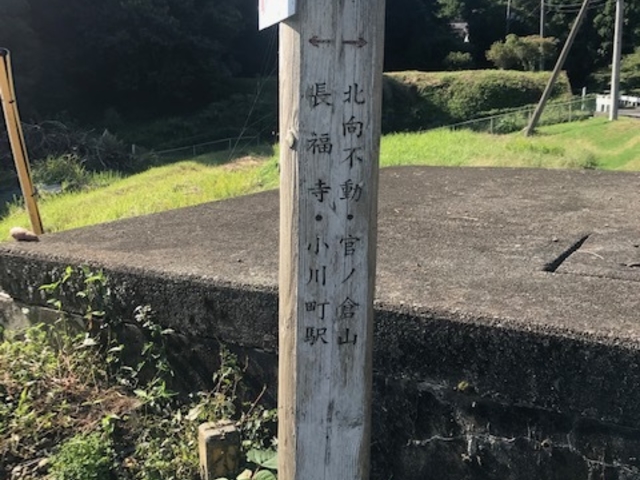 ← →
北向不動・官ノ倉山
長福寺・小川町駅